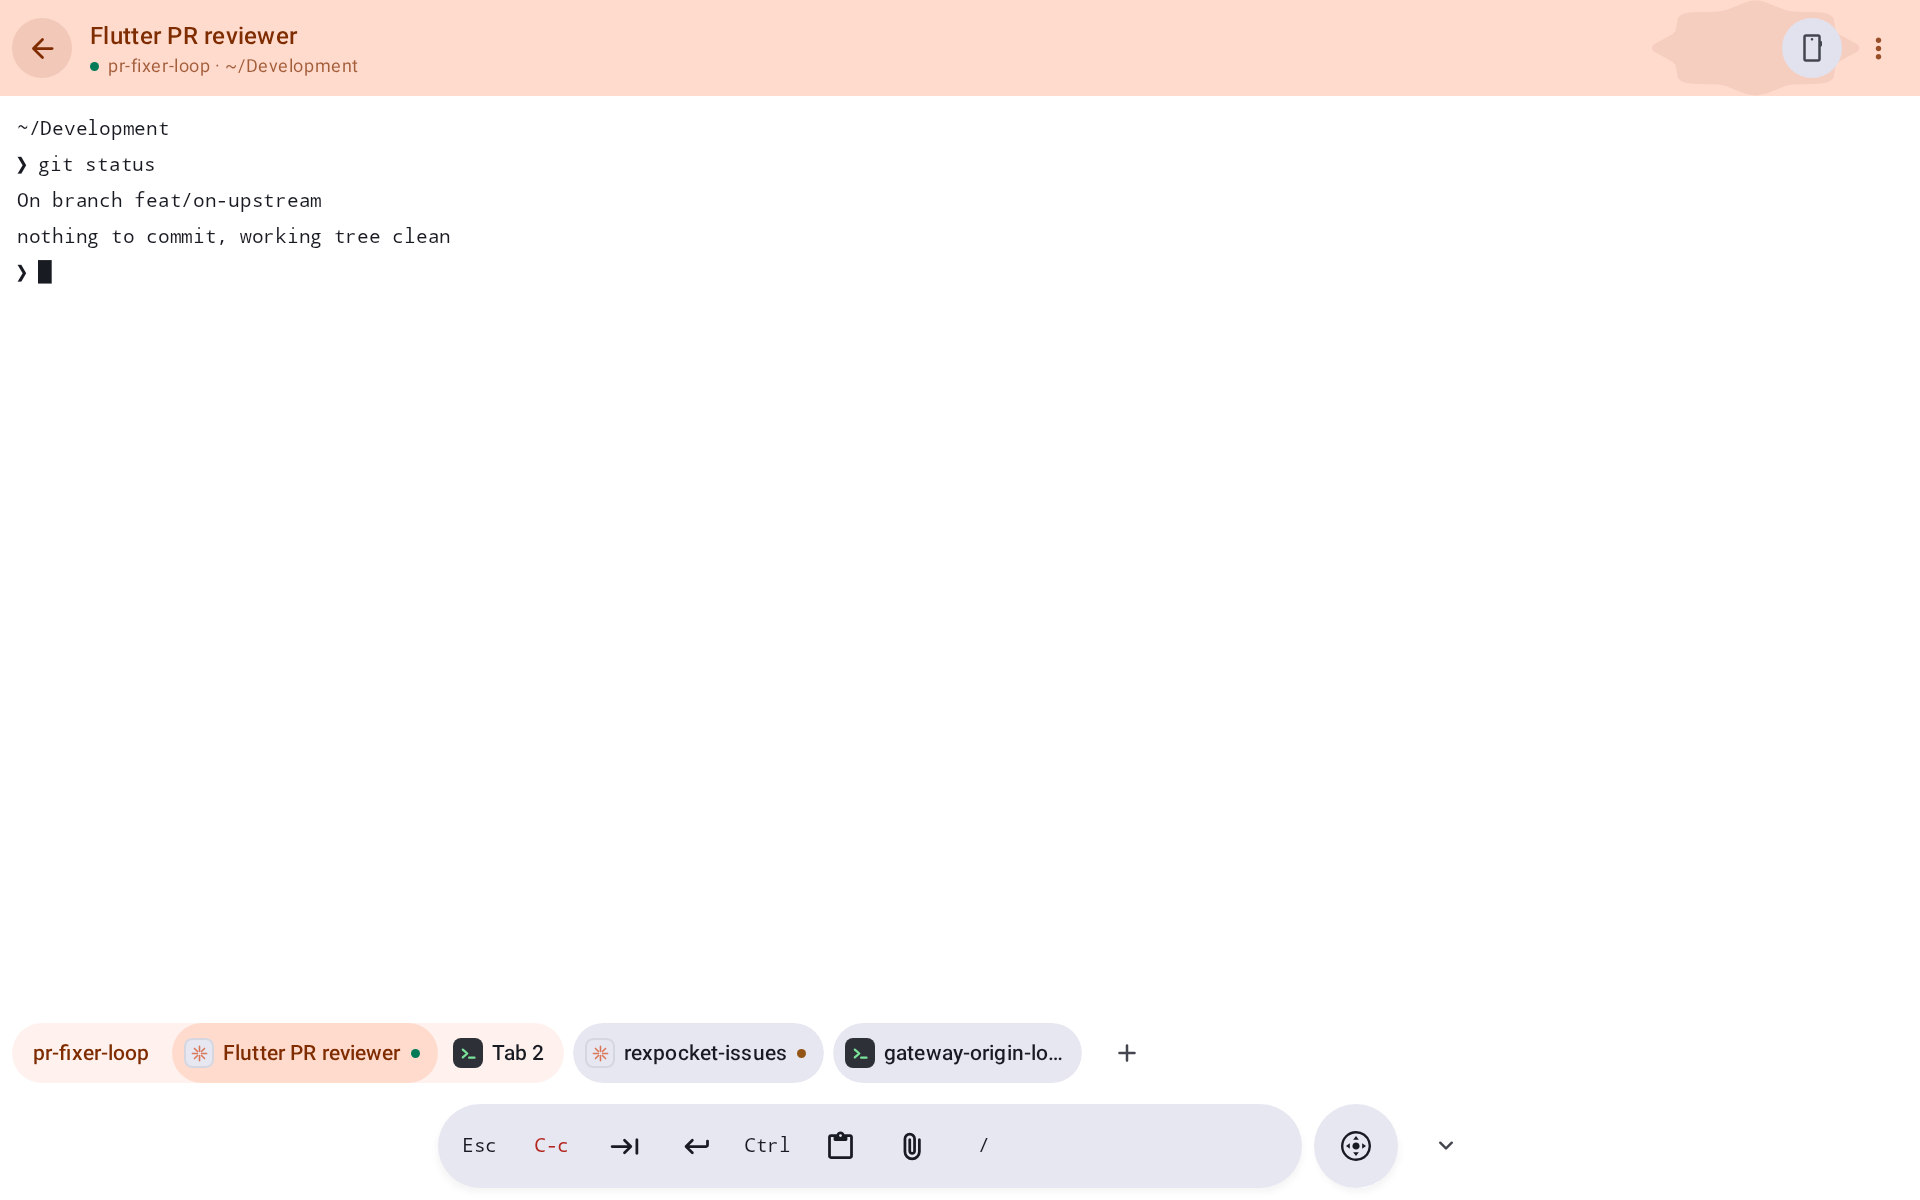 Flutter PR reviewer
pr-fixer-loop · ~/Development
~/Development
❯ git status
On branch feat/on-upstream
nothing to commit, working tree clean
❯
pr-fixer-loop Flutter PR reviewer Tab 2 rexpocket-issues gateway-origin-lo...
Esc C-c Ctrl /